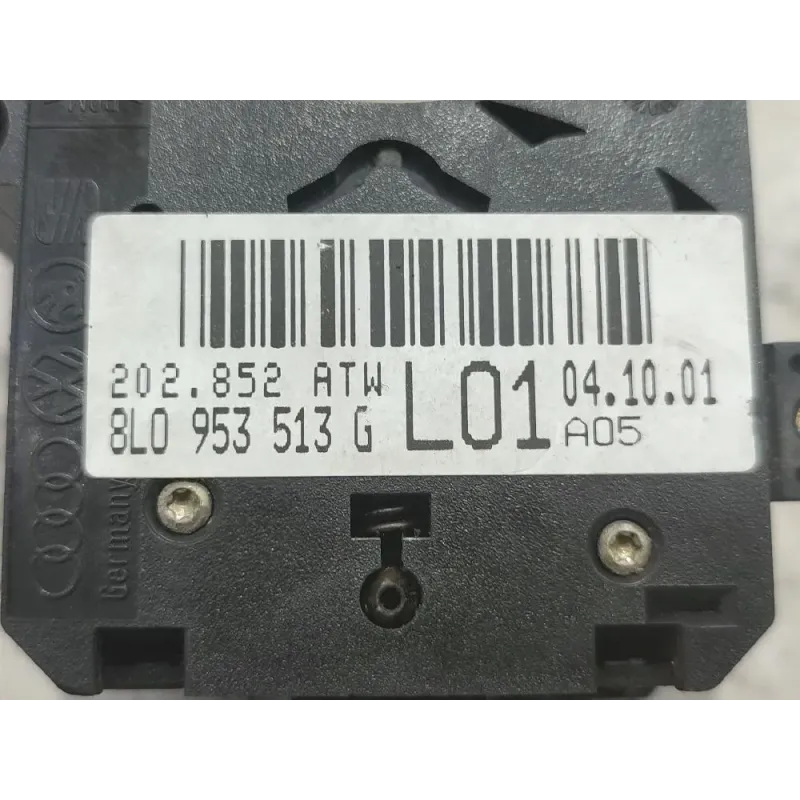 202.852 ATW L01 04.10.01
8L0 953 513 G A05
Germany